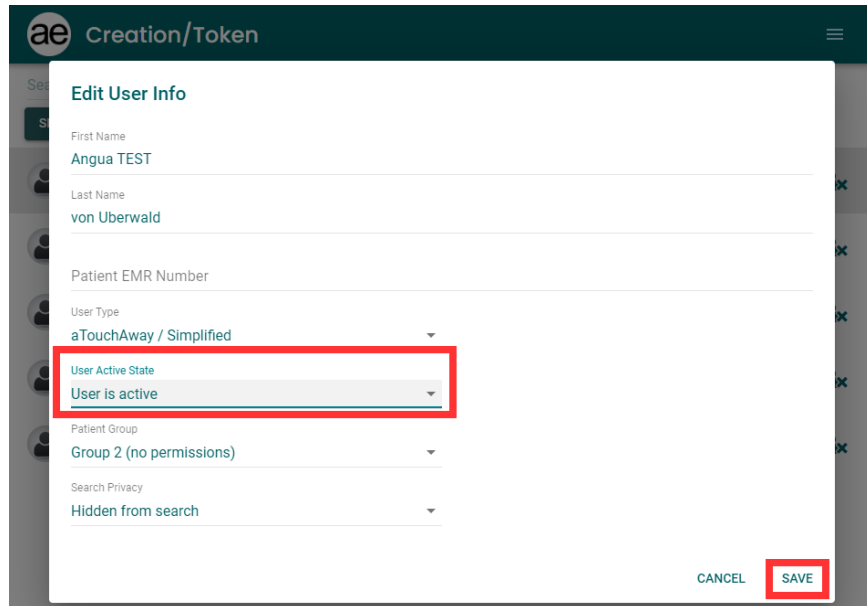 ae Creation/Token
Edit User Info
First Name
Angua TEST
Last Name
von Uberwald
Patient EMR Number
User Type
aTouchAway / Simplified
User Active State
User is active
Patient Group
Group 2 (no permissions)
Search Privacy
Hidden from search
CANCEL SAVE